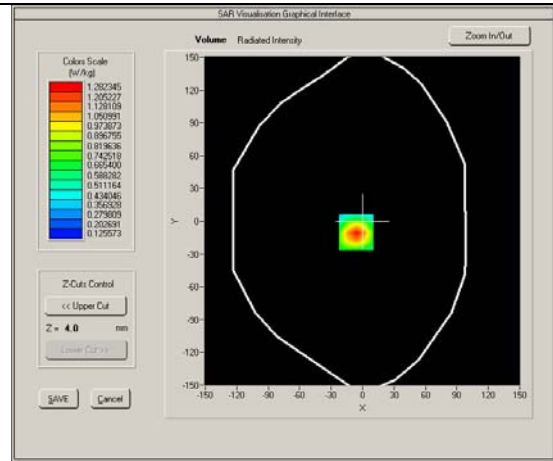 SAR Visualisation Graphical Interface
Volume Radiated Intensity
Zoom In/Out
Colors Scale
(W/kg)
1.282345
1.205227
1.128109
1.050991
0.973873
0.896755
0.819636
0.742518
0.665400
0.588282
0.511164
0.434046
0.356928
0.279809
0.202691
0.125573
Z-Cuts Control
<< Upper Cut
Z = 4.0 mm
Lower Cut >>
SAVE Cancel
150
120
90
60
30
0
-30
-60
-90
-120
-150
Y
-150 -120 -90 -60 -30 0 30 60 90 120 150
X